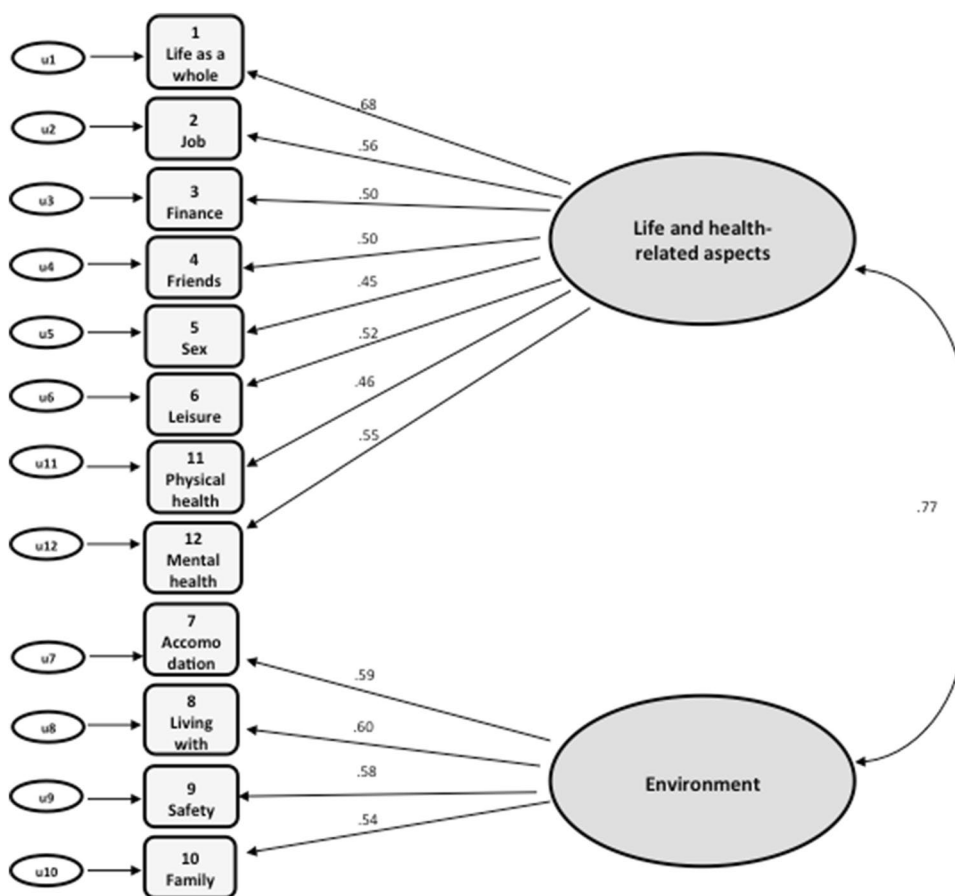 u1
1
Life as a
whole
.68
u2
2
Job
.56
u3
3
Finance
.50
u4
4
Friends
.50
u5
5
Sex
.45
u6
6
Leisure
.52
u11
11
Physical
health
.46
u12
12
Mental
health
.55
Life and health-
related aspects
.77
u7
7
Accomo
dation
.59
u8
8
Living
with
.60
u9
9
Safety
.58
u10
10
Family
.54
Environment